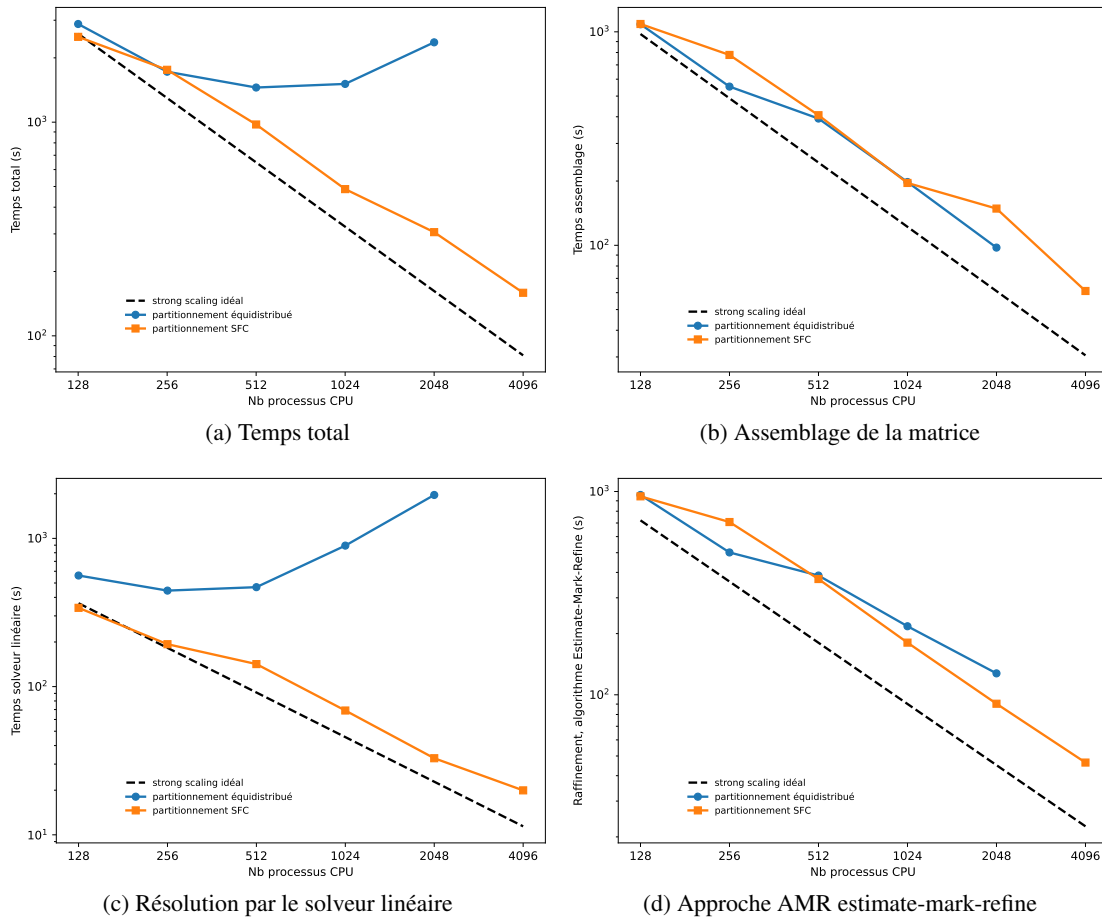 10³
10²
Temps total (s)
strong scaling idéal
partitionnement équidistribué
partitionnement SFC
128 256 512 1024 2048 4096
Nb processus CPU
(a) Temps total
10³
10²
Temps assemblage (s)
strong scaling idéal
partitionnement équidistribué
partitionnement SFC
128 256 512 1024 2048 4096
Nb processus CPU
(b) Assemblage de la matrice
10³
10²
10¹
Temps solveur linéaire (s)
strong scaling idéal
partitionnement équidistribué
partitionnement SFC
128 256 512 1024 2048 4096
Nb processus CPU
(c) Résolution par le solveur linéaire
10³
10²
Raffinement, algorithme Estimate-Mark-Refine (s)
strong scaling idéal
partitionnement équidistribué
partitionnement SFC
128 256 512 1024 2048 4096
Nb processus CPU
(d) Approche AMR estimate-mark-refine